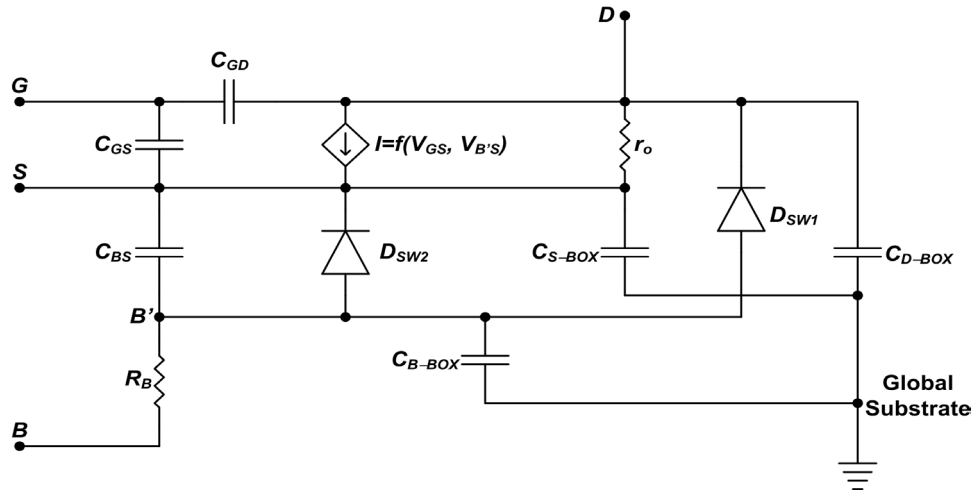 D
C_GD
G
C_GS
I=f(V_GS, V_B'S)
r_o
S
C_BS
D_SW2
C_S–BOX
D_SW1
C_D–BOX
B'
C_B–BOX
R_B
Global
Substrate
B